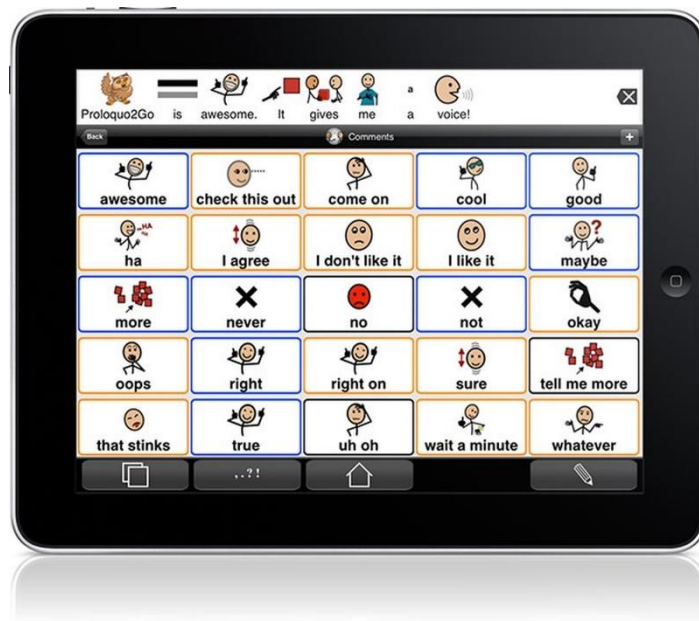 Proloquo2Go is awesome. It gives me a voice!
Back Comments +
awesome check this out come on cool good
HA HA
ha I agree I don't like it I like it maybe
more never no not okay
oops right right on sure tell me more
that stinks true uh oh wait a minute whatever
,.?!